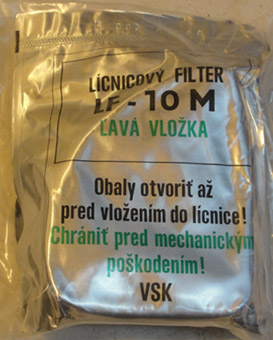 LÍCNICOVÝ FILTER
LF - 10 M
ĽAVÁ VLOŽKA
Obaly otvoriť až
pred vložením do lícnice!
Chrániť pred mechanickým
poškodením!
VSK